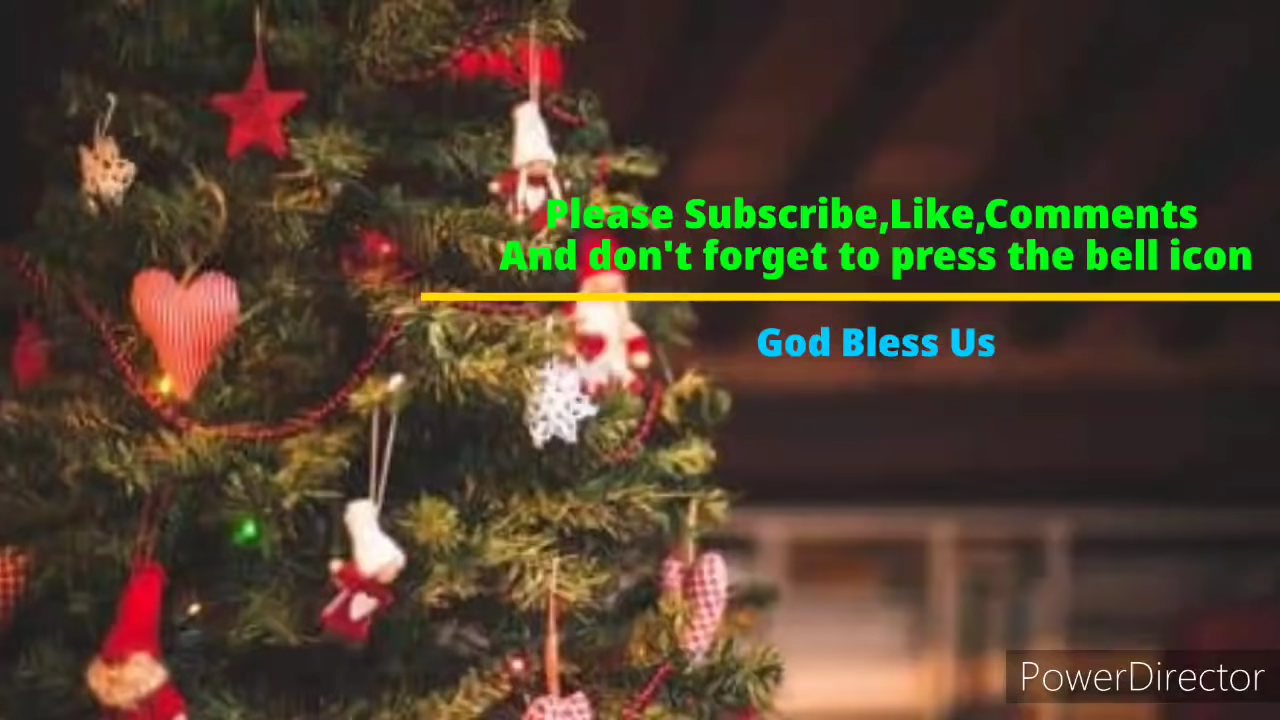 Please Subscribe,Like,Comments
And don't forget to press the bell icon
God Bless Us
PowerDirector